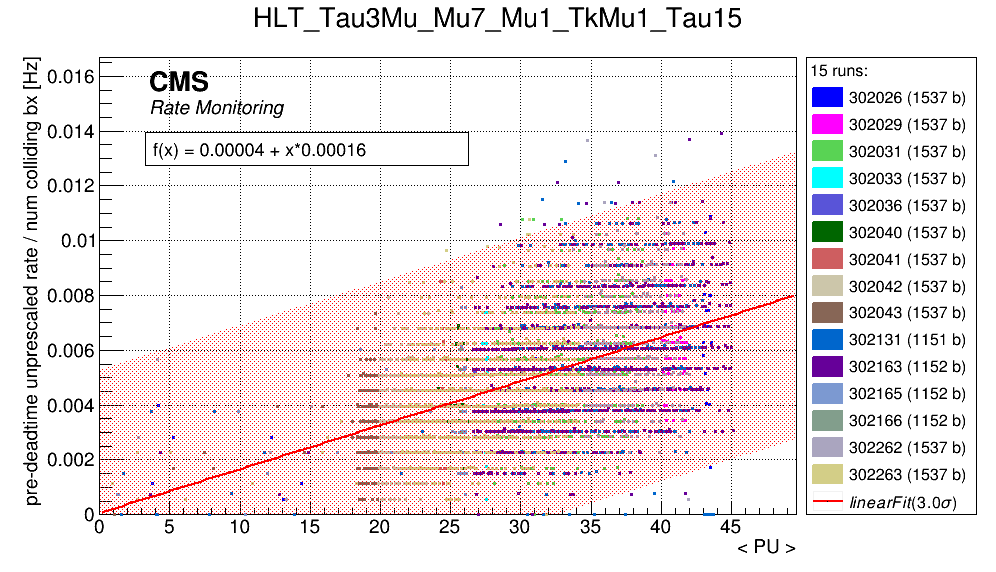 HLT_Tau3Mu_Mu7_Mu1_TkMu1_Tau15
pre-deadtime unprescaled rate / num colliding bx [Hz]
0.016
0.014
0.012
0.01
0.008
0.006
0.004
0.002
0
CMS
Rate Monitoring
f(x) = 0.00004 + x*0.00016
0 5 10 15 20 25 30 35 40 45
< PU >
15 runs:
302026 (1537 b)
302029 (1537 b)
302031 (1537 b)
302033 (1537 b)
302036 (1537 b)
302040 (1537 b)
302041 (1537 b)
302042 (1537 b)
302043 (1537 b)
302131 (1151 b)
302163 (1152 b)
302165 (1152 b)
302166 (1152 b)
302262 (1537 b)
302263 (1537 b)
linearFit(3.0σ)